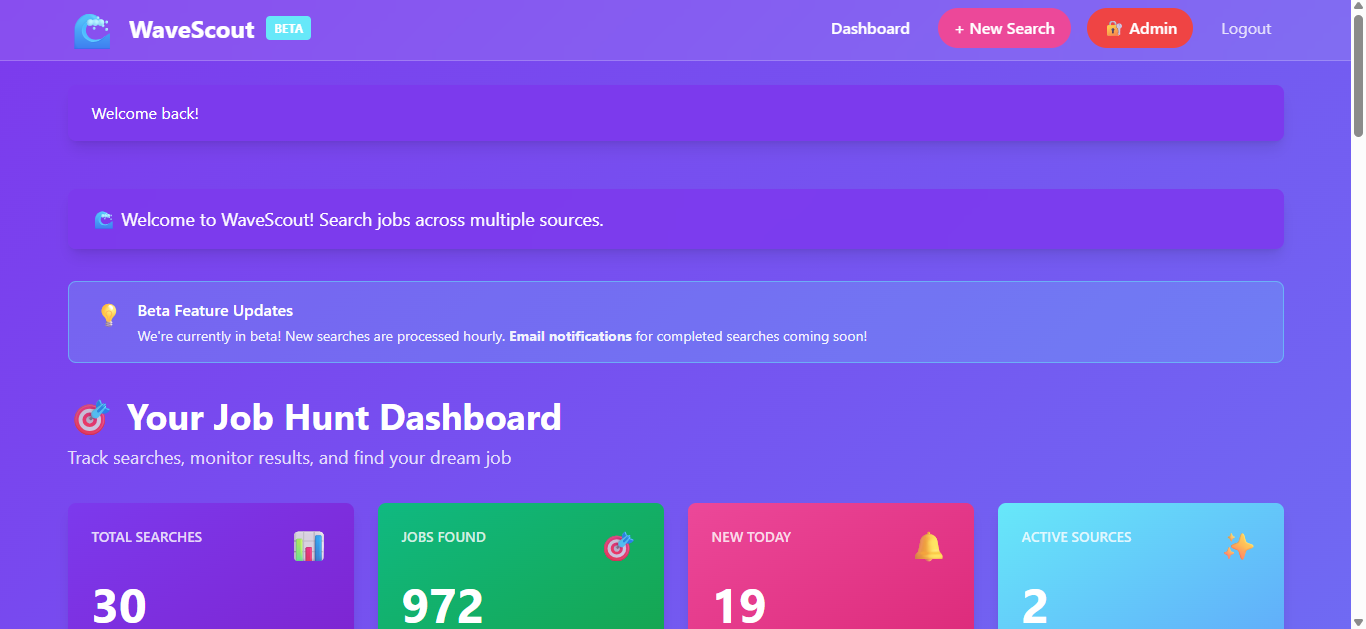 WaveScout BETA
Dashboard + New Search Admin Logout
Welcome back!
Welcome to WaveScout! Search jobs across multiple sources.
Beta Feature Updates
We're currently in beta! New searches are processed hourly. Email notifications for completed searches coming soon!
Your Job Hunt Dashboard
Track searches, monitor results, and find your dream job
TOTAL SEARCHES
30
JOBS FOUND
972
NEW TODAY
19
ACTIVE SOURCES
2